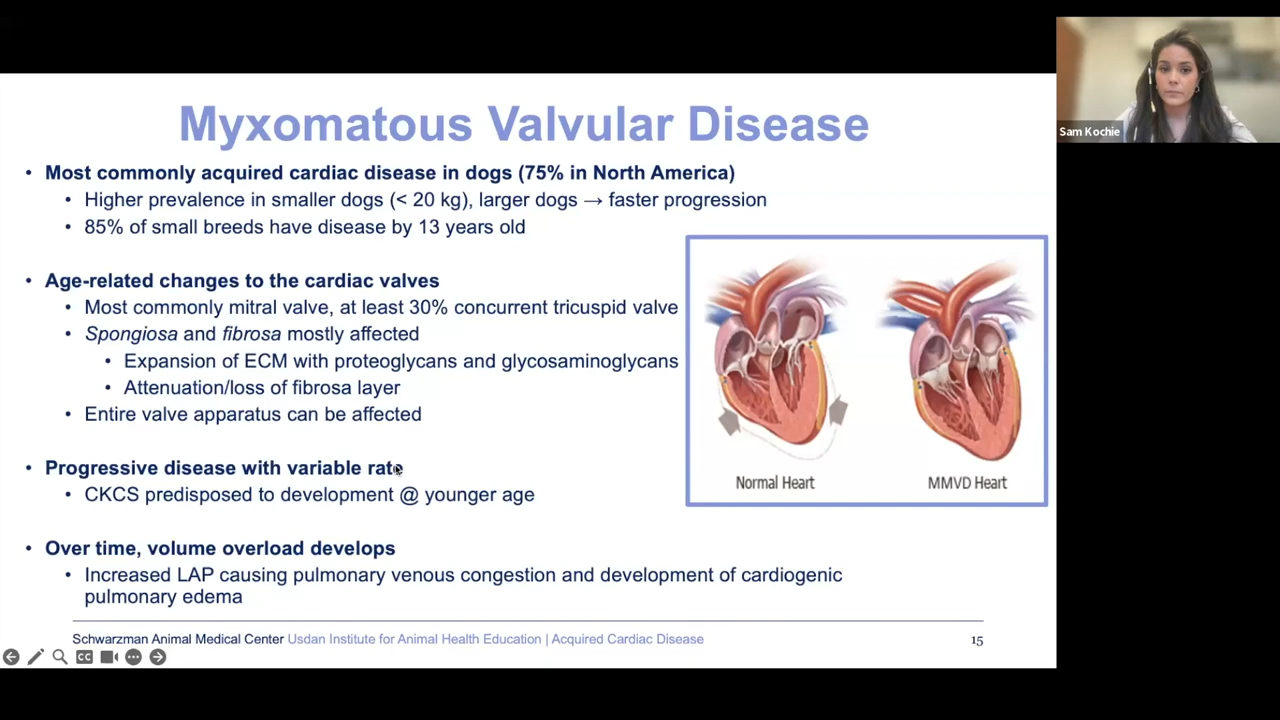 Myxomatous Valvular Disease
• Most commonly acquired cardiac disease in dogs (75% in North America)
• Higher prevalence in smaller dogs (< 20 kg), larger dogs → faster progression
• 85% of small breeds have disease by 13 years old
• Age-related changes to the cardiac valves
• Most commonly mitral valve, at least 30% concurrent tricuspid valve
• Spongiosa and fibrosa mostly affected
• Expansion of ECM with proteoglycans and glycosaminoglycans
• Attenuation/loss of fibrosa layer
• Entire valve apparatus can be affected
• Progressive disease with variable rate
• CKCS predisposed to development @ younger age
• Over time, volume overload develops
• Increased LAP causing pulmonary venous congestion and development of cardiogenic
pulmonary edema
Normal Heart
MMVD Heart
Schwarzman Animal Medical Center Usdan Institute for Animal Health Education | Acquired Cardiac Disease
15
CC
Sam Kochie